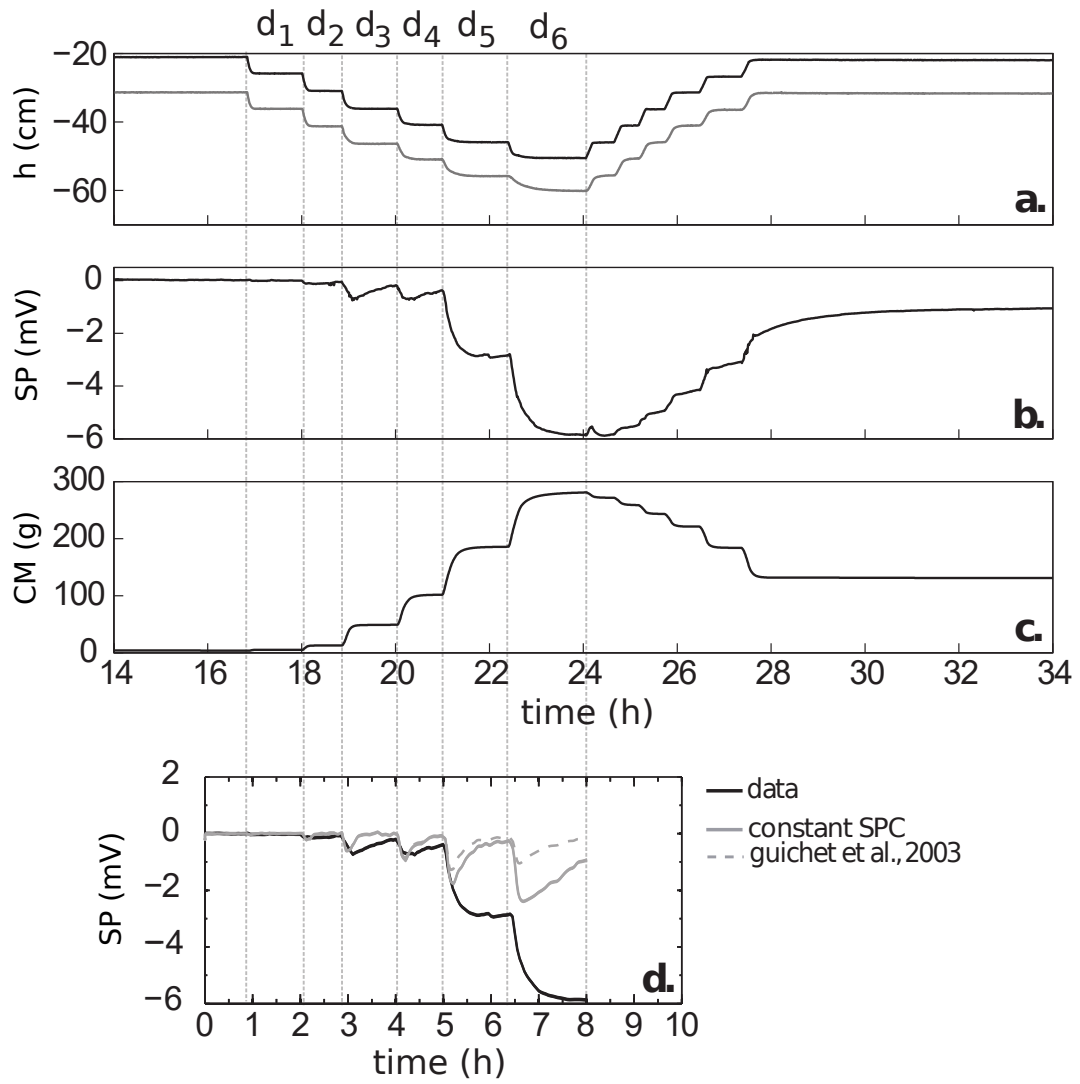 d1 d2 d3 d4 d5 d6
−20
−40
−60
h (cm)
a.
0
−2
−4
−6
SP (mV)
b.
300
200
100
0
CM (g)
c.
14 16 18 20 22 24 26 28 30 32 34
time (h)
2
0
−2
−4
−6
SP (mV)
d.
0 1 2 3 4 5 6 7 8 9 10
time (h)
data
constant SPC
guichet et al., 2003